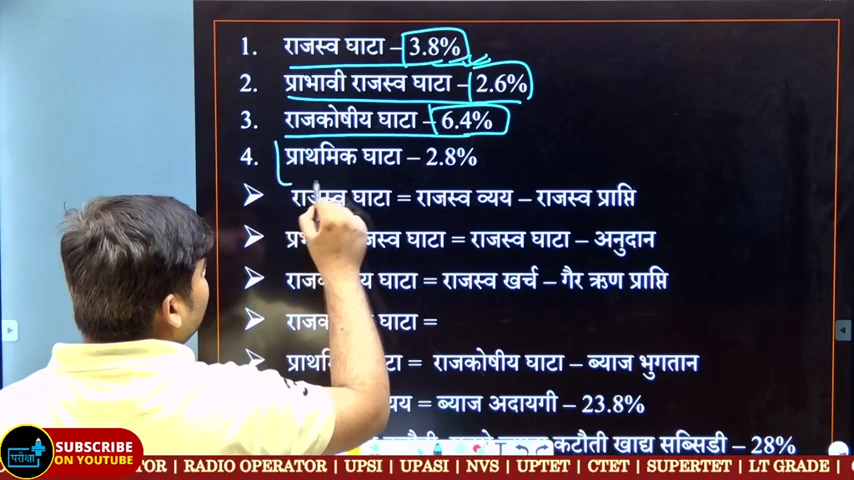 1. राजस्व घाटा – 3.8%
2. प्राभावी राजस्व घाटा – 2.6%
3. राजकोषीय घाटा – 6.4%
4. प्राथमिक घाटा – 2.8%
➢ राजस्व घाटा = राजस्व व्यय – राजस्व प्राप्ति
➢ घाटा = राजस्व घाटा – अनुदान
➢ घाटा = राजस्व खर्च – गैर ऋण प्राप्ति
➢ घाटा =
➢ घाटा = राजकोषीय घाटा – ब्याज भुगतान
= ब्याज अदायगी – 23.8%
कटौती खाद्य सब्सिडी – 28%
परीक्षा
SUBSCRIBE
ON YOUTUBE
TOR | RADIO OPERATOR | UPSI | UPASI | NVS | UPTET | CTET | SUPERTET | LT GRADE |